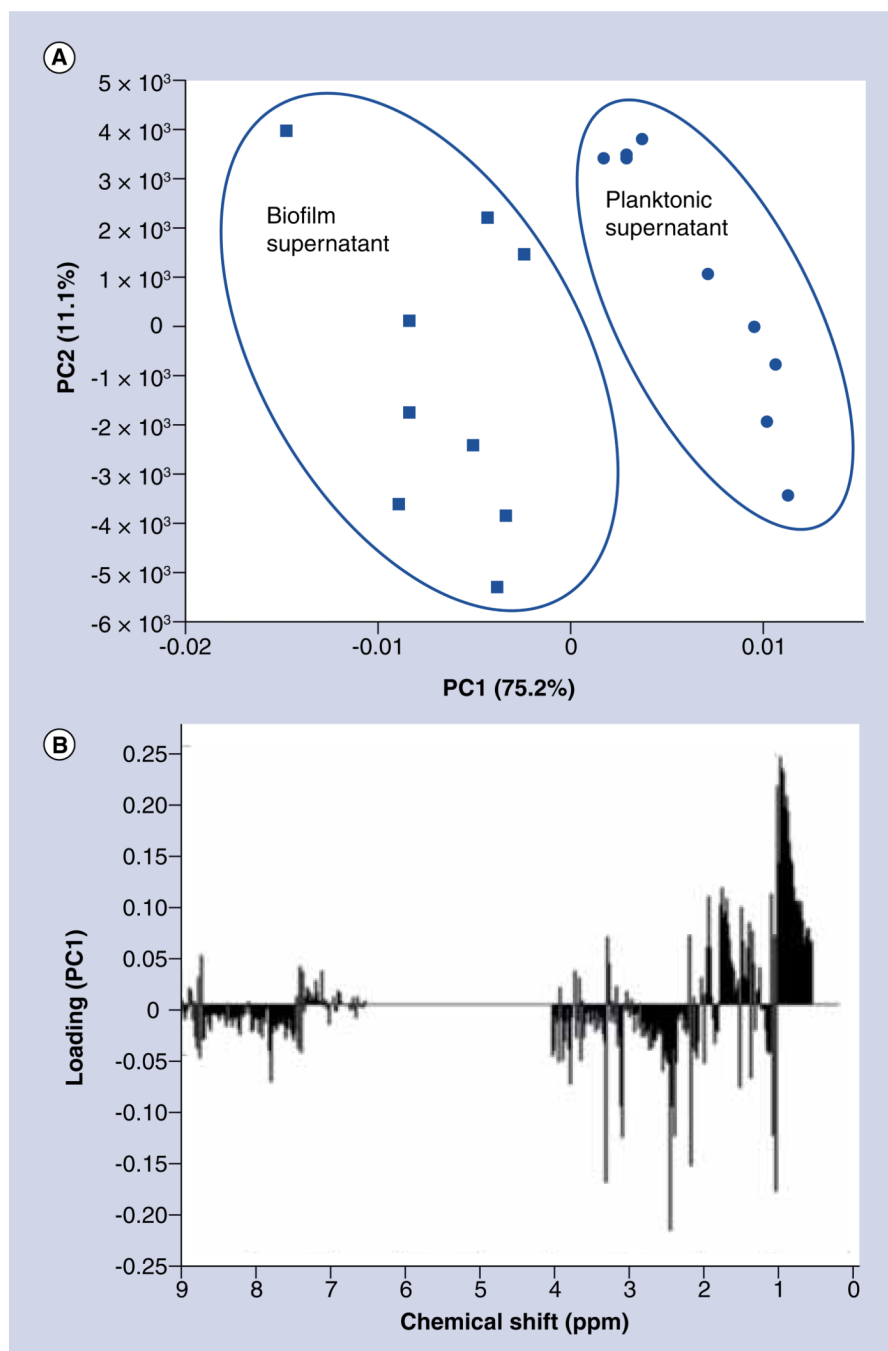 A
5 × 10³
4 × 10³
3 × 10³
2 × 10³
1 × 10³
0
-1 × 10³
-2 × 10³
-3 × 10³
-4 × 10³
-5 × 10³
-6 × 10³
PC2 (11.1%)
Biofilm
supernatant
Planktonic
supernatant
-0.02 -0.01 0 0.01
PC1 (75.2%)
B
0.25
0.20
0.15
0.10
0.05
0
-0.05
-0.10
-0.15
-0.20
-0.25
Loading (PC1)
9 8 7 6 5 4 3 2 1 0
Chemical shift (ppm)